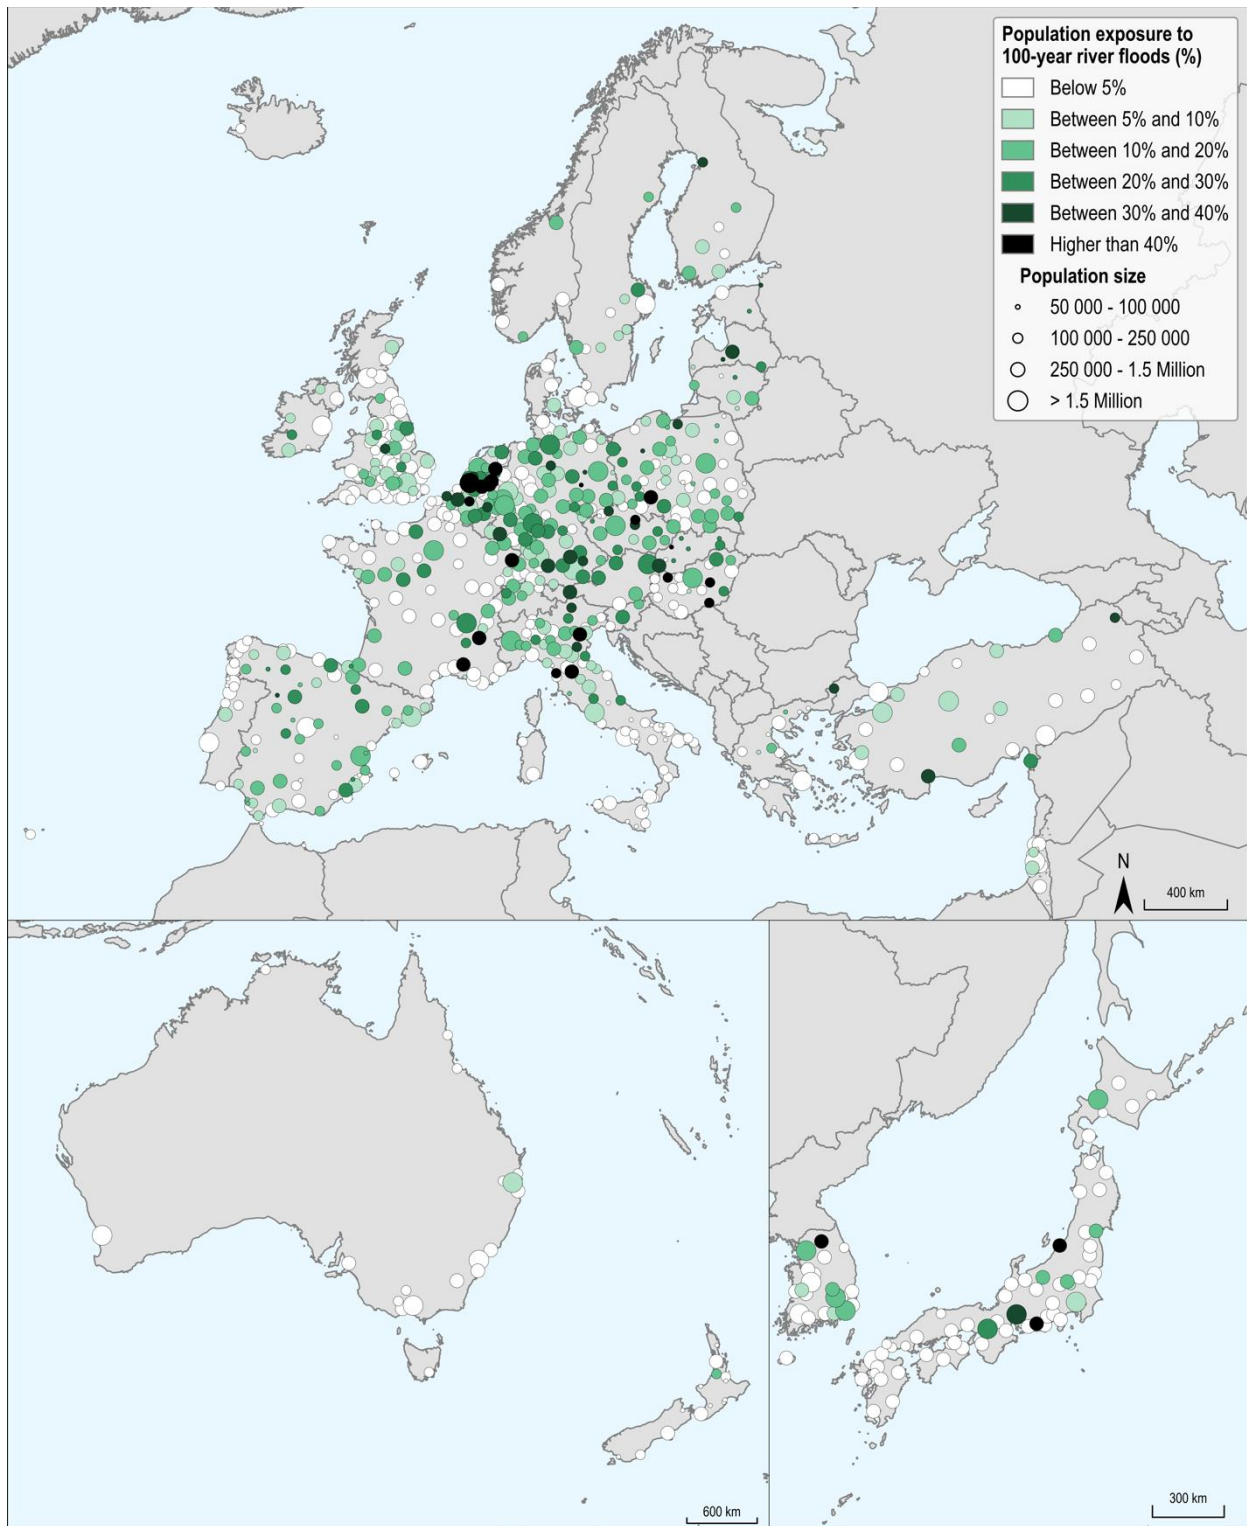 Population exposure to
100-year river floods (%)
Below 5%
Between 5% and 10%
Between 10% and 20%
Between 20% and 30%
Between 30% and 40%
Higher than 40%
Population size
50 000 - 100 000
100 000 - 250 000
250 000 - 1.5 Million
> 1.5 Million
N
400 km
600 km
300 km